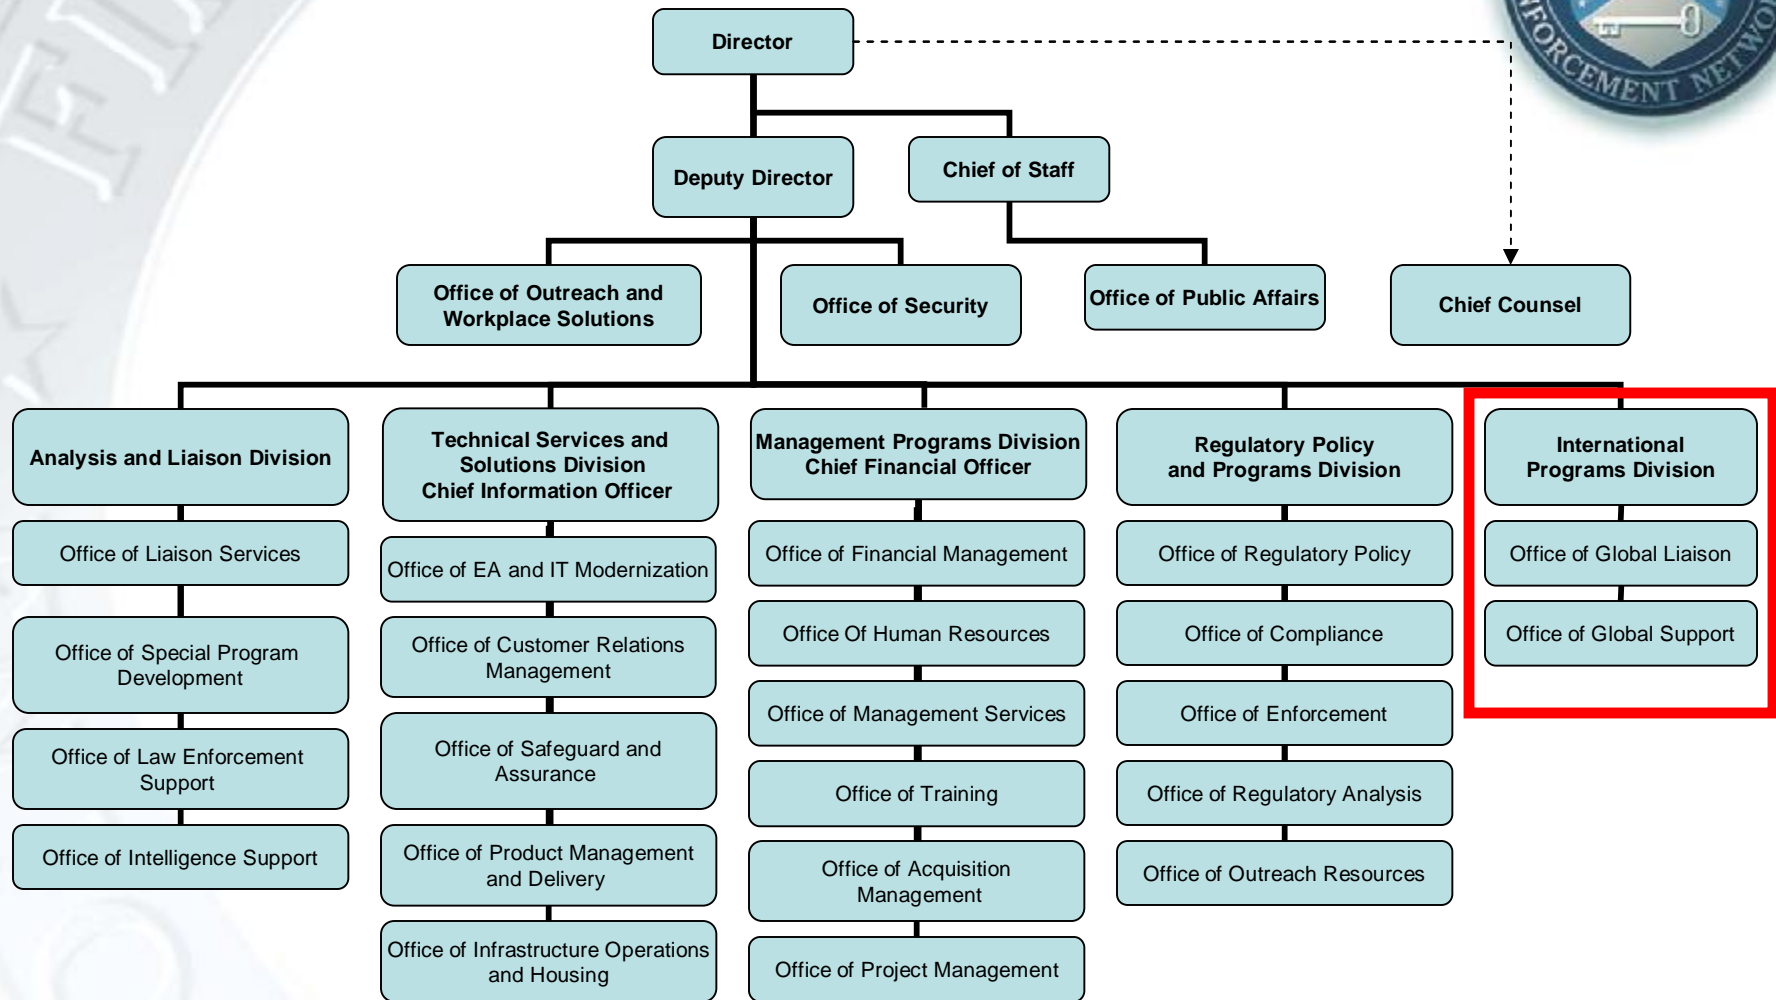 Director
FORCEMENT NETWO
Deputy Director
Chief of Staff
Office of Outreach and
Workplace Solutions
Office of Security
Office of Public Affairs
Chief Counsel
Analysis and Liaison Division
Technical Services and
Solutions Division
Chief Information Officer
Management Programs Division
Chief Financial Officer
Regulatory Policy
and Programs Division
International
Programs Division
Office of Liaison Services
Office of Special Program
Development
Office of Law Enforcement
Support
Office of Intelligence Support
Office of EA and IT Modernization
Office of Customer Relations
Management
Office of Safeguard and
Assurance
Office of Product Management
and Delivery
Office of Infrastructure Operations
and Housing
Office of Financial Management
Office Of Human Resources
Office of Management Services
Office of Training
Office of Acquisition
Management
Office of Project Management
Office of Regulatory Policy
Office of Compliance
Office of Enforcement
Office of Regulatory Analysis
Office of Outreach Resources
Office of Global Liaison
Office of Global Support